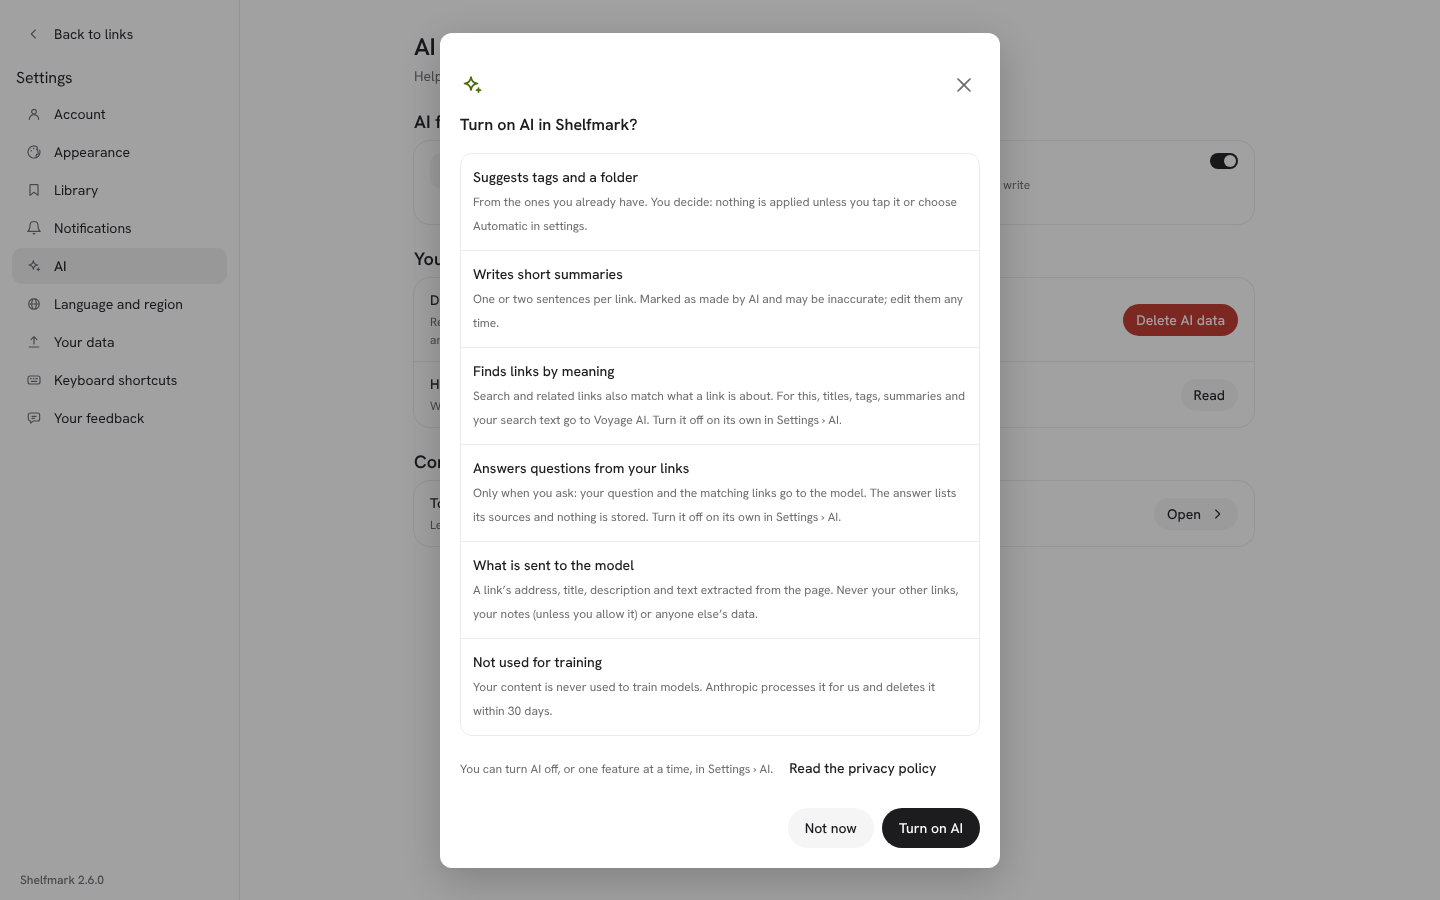 Back to links
Settings
Account
Appearance
Library
Notifications
AI
Language and region
Your data
Keyboard shortcuts
Your feedback
Shelfmark 2.6.0
AI
Turn on AI in Shelfmark?
Suggests tags and a folder
From the ones you already have. You decide: nothing is applied unless you tap it or choose
Automatic in settings.
Writes short summaries
One or two sentences per link. Marked as made by AI and may be inaccurate; edit them any
time.
Finds links by meaning
Search and related links also match what a link is about. For this, titles, tags, summaries and
your search text go to Voyage AI. Turn it off on its own in Settings › AI.
Answers questions from your links
Only when you ask: your question and the matching links go to the model. The answer lists
its sources and nothing is stored. Turn it off on its own in Settings › AI.
What is sent to the model
A link’s address, title, description and text extracted from the page. Never your other links,
your notes (unless you allow it) or anyone else’s data.
Not used for training
Your content is never used to train models. Anthropic processes it for us and deletes it
within 30 days.
You can turn AI off, or one feature at a time, in Settings › AI. Read the privacy policy
Not now
Turn on AI
write
Delete AI data
Read
Open